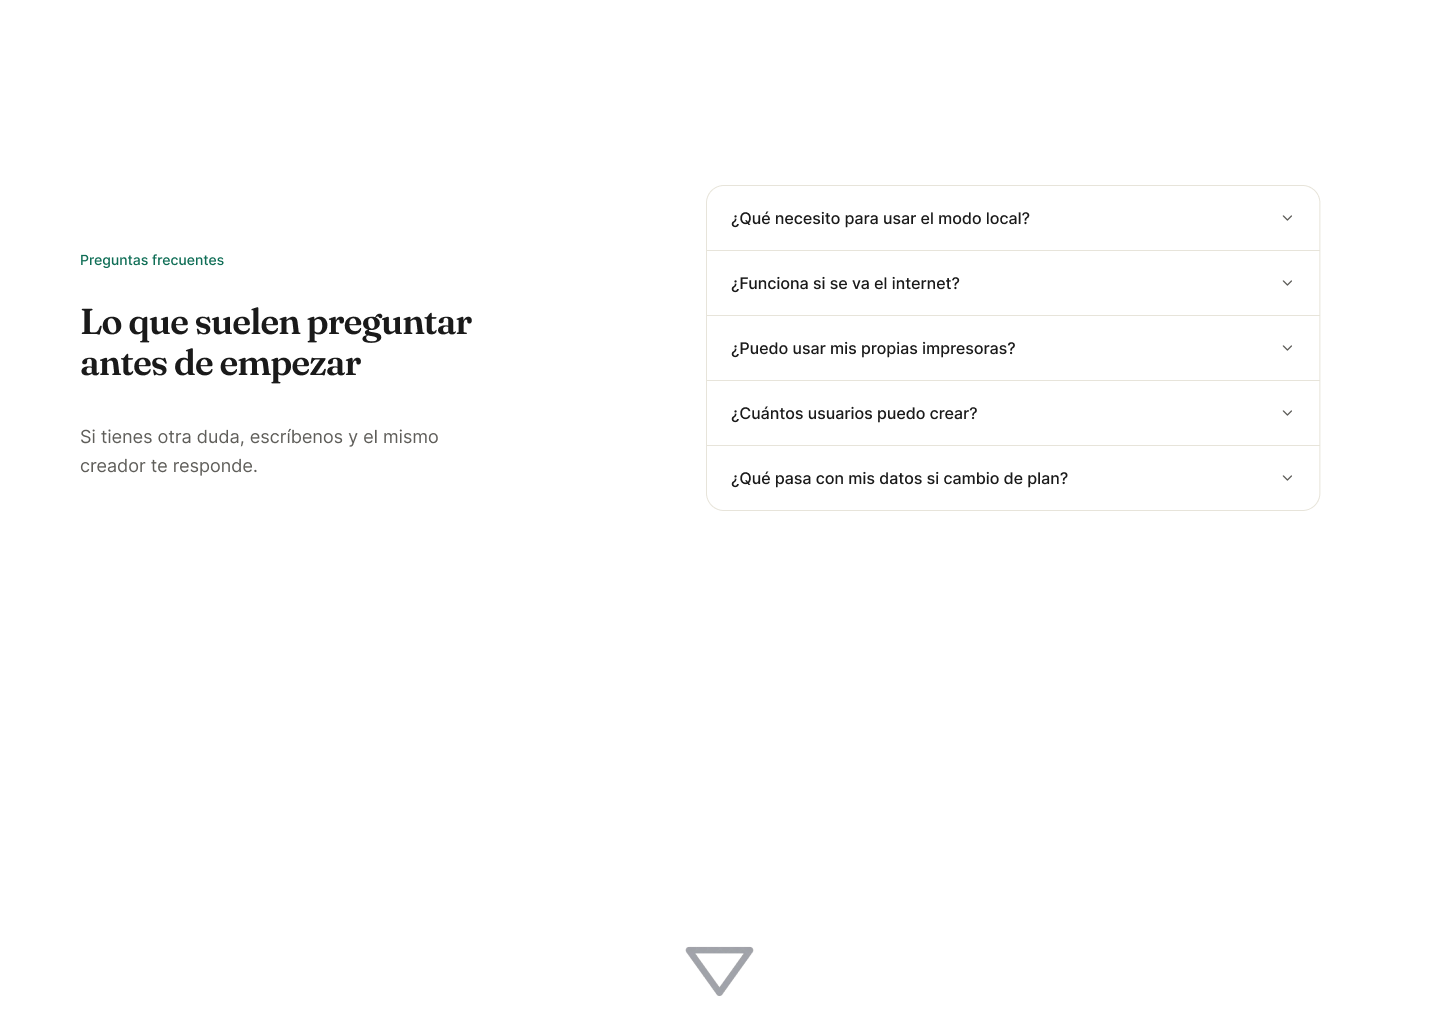 Preguntas frecuentes
Lo que suelen preguntar
antes de empezar
Si tienes otra duda, escríbenos y el mismo
creador te responde.
¿Qué necesito para usar el modo local?
¿Funciona si se va el internet?
¿Puedo usar mis propias impresoras?
¿Cuántos usuarios puedo crear?
¿Qué pasa con mis datos si cambio de plan?